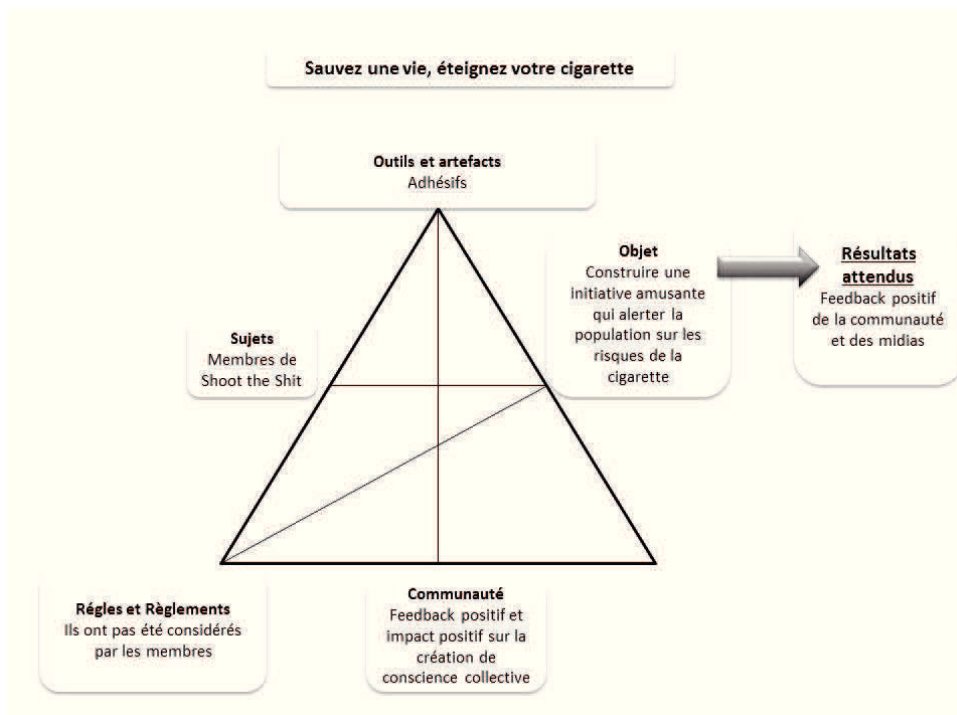 Sauvez une vie, éteignez votre cigarette
Outils et artefacts
Adhésifs
Objet
Construire une
initiative amusante
qui alerter la
population sur les
risques de la
cigarette
Résultats
attendus
Feedback positif
de la communauté
et des midias
Sujets
Membres de
Shoot the Shit
Régles et Règlements
Ils ont pas été considérés
par les membres
Communauté
Feedback positif et
impact positif sur la
création de
conscience collective